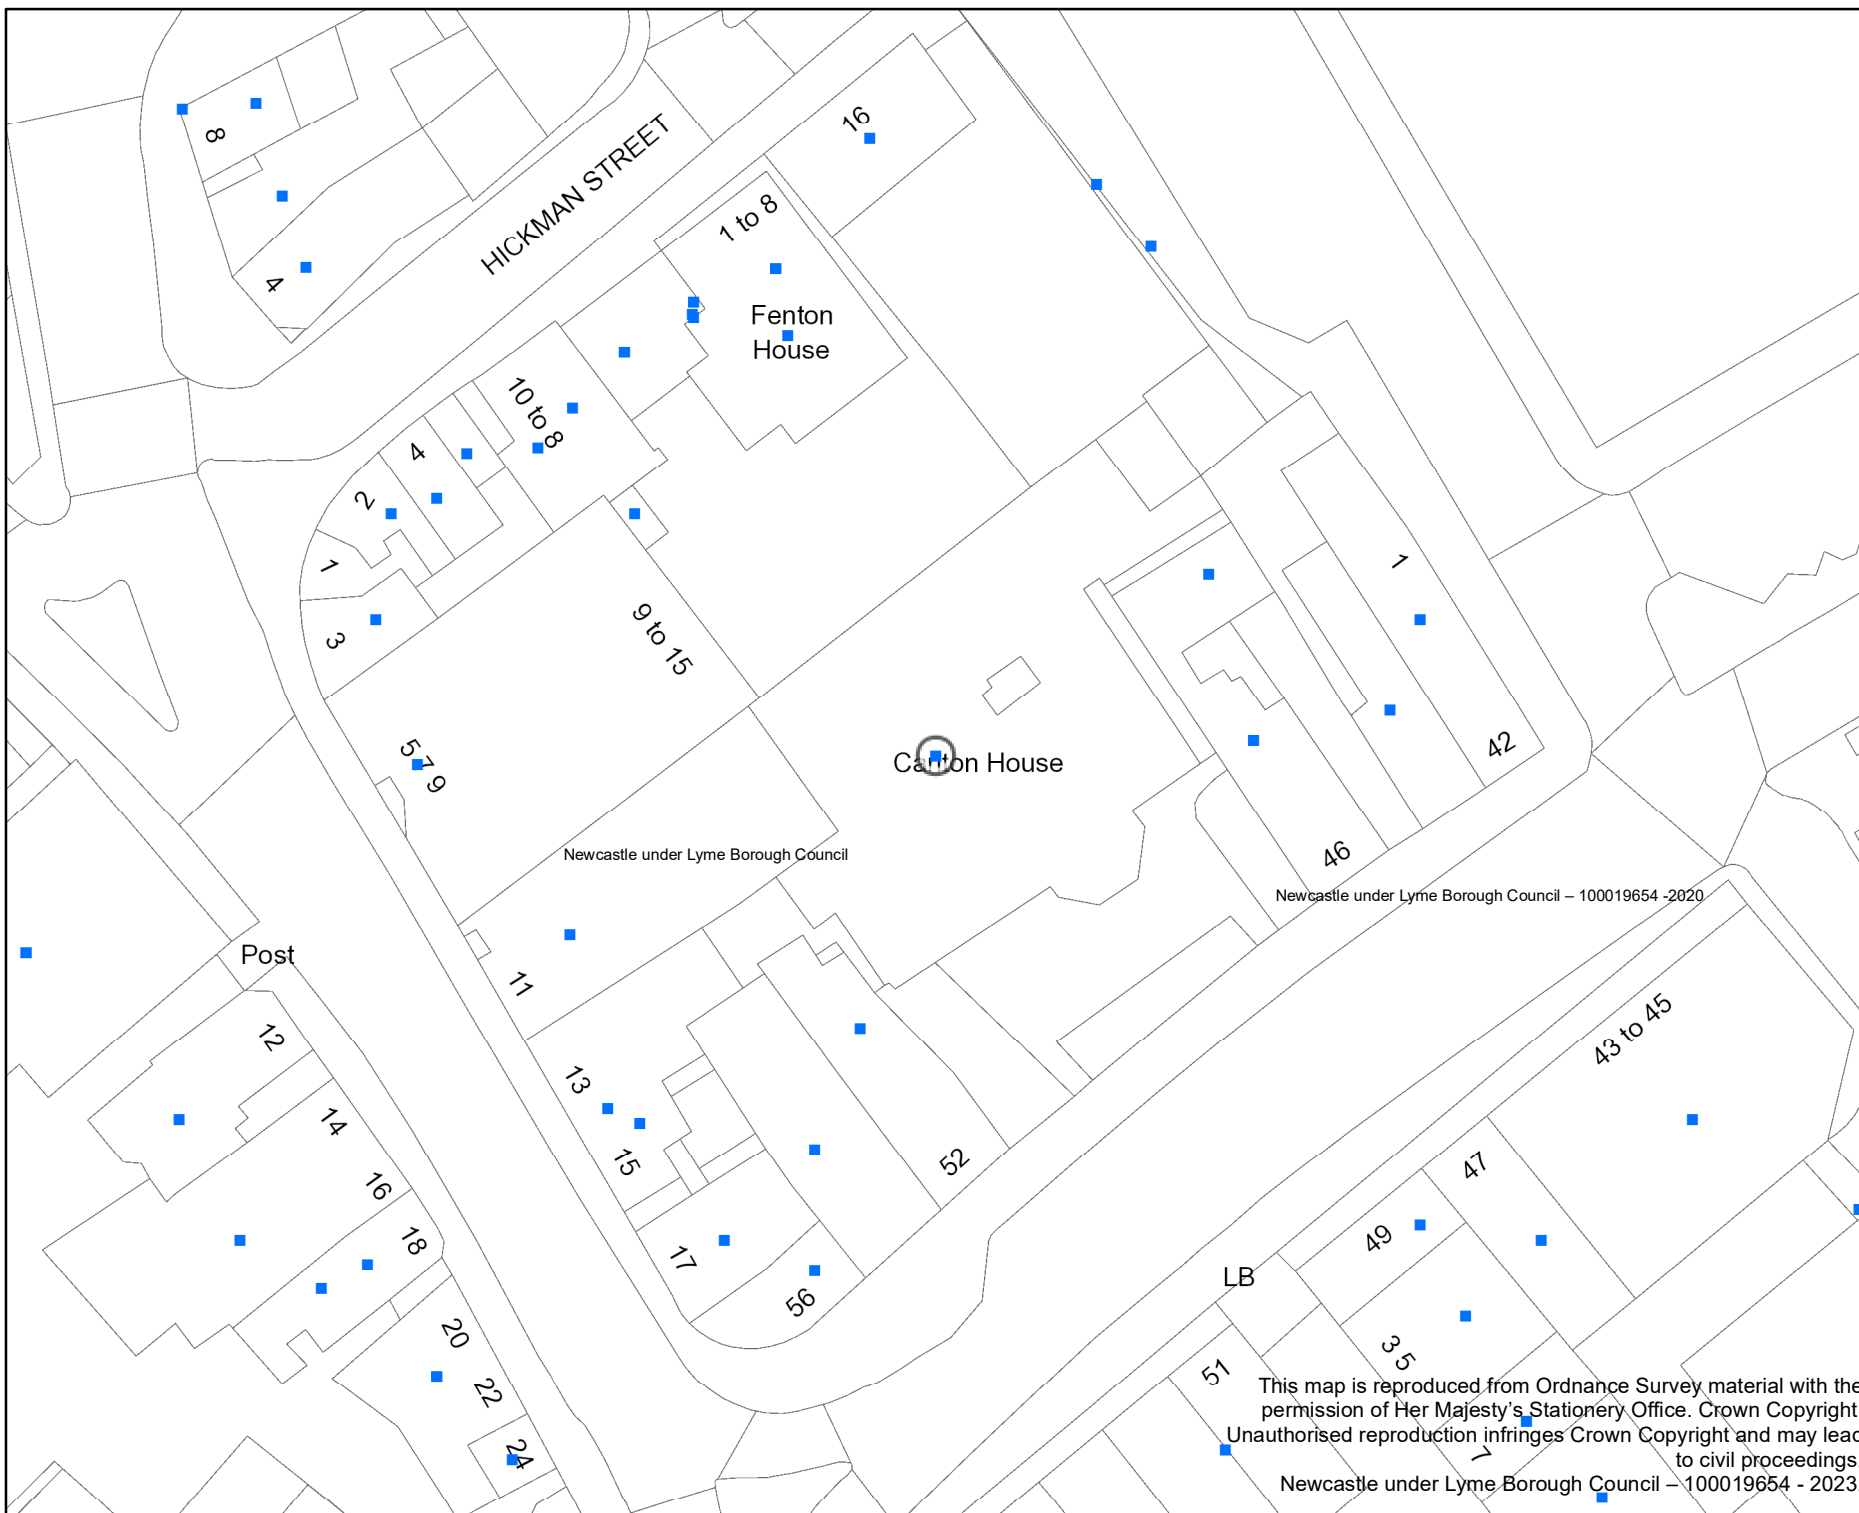 8
16
HICKMAN STREET
1 to 8
4
Fenton
House
10 to 8
4
2
1
1
3
9 to 15
5 7 9
42
Canton House
46
Newcastle under Lyme Borough Council
Newcastle under Lyme Borough Council – 100019654 -2020
Post
11
12
43 to 45
13
14
15
52
16
47
18
49
17
LB
56
20
3 5
51
22
24
7
This map is reproduced from Ordnance Survey material with the
permission of Her Majesty's Stationery Office. Crown Copyright
Unauthorised reproduction infringes Crown Copyright and may lead
to civil proceedings.
Newcastle under Lyme Borough Council – 100019654 - 2023.